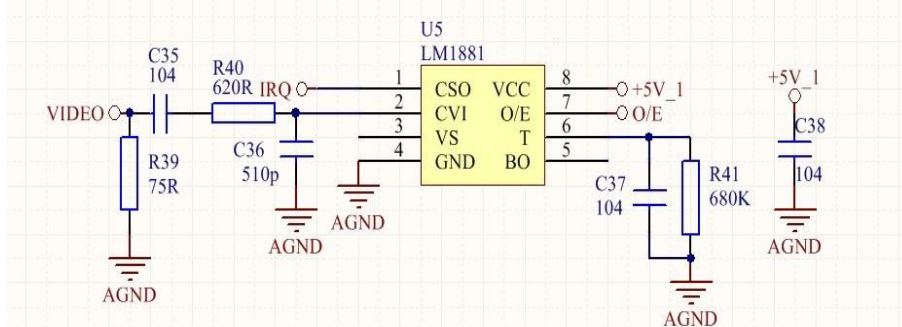 U5
LM1881
C35
104
R40
620R
IRQ
1
CSO
VCC
8
+5V_1
+5V_1
VIDEO
2
CVI
O/E
7
O/E
3
VS
T
6
C38
104
R39
75R
C36
510p
4
GND
BO
5
C37
104
R41
680K
AGND
AGND
AGND
AGND
AGND